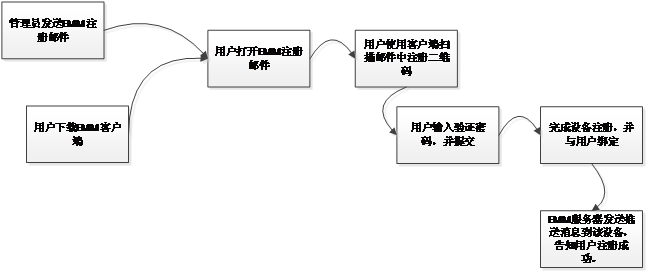 管理员发送EMM注
册邮件
用户下载EMM客户
端
用户打开EMM注册
邮件
用户使用客户端扫
描邮件中注册二维
码
用户输入验证密
码，并提交
完成设备注册，并
与用户绑定
EMM服务器发送推
送消息到该设备，
告知用户注册成
功。